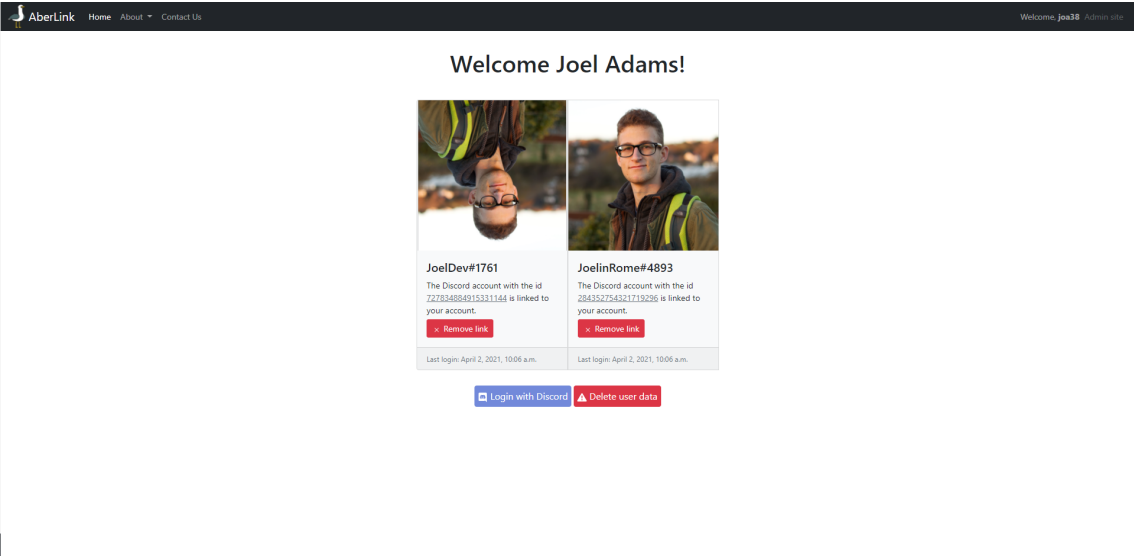 AberLink Home About Contact Us Welcome, joa38 Admin site
Welcome Joel Adams!
JoelDev#1761
The Discord account with the id
727834884915331144 is linked to
your account.
× Remove link
Last login: April 2, 2021, 10:06 a.m.
JoelinRome#4893
The Discord account with the id
284352754321719296 is linked to
your account.
× Remove link
Last login: April 2, 2021, 10:06 a.m.
Login with Discord Delete user data